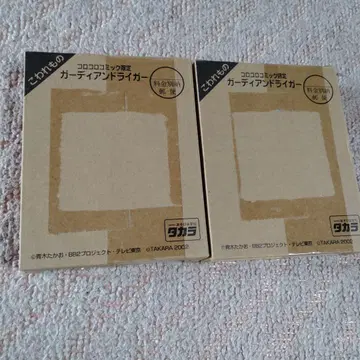 こわれもの
コロコロコミック限定
ガーディアンドライガー
料金別納
郵便
タカラ
©青木たかお・BB2プロジェクト・テレビ東京 ©TAKARA 2002
こわれもの
コロコロコミック限定
ガーディアンドライガー
料金別納
郵便
タカラ
©青木たかお・BB2プロジェクト・テレビ東京 ©TAKARA 2002